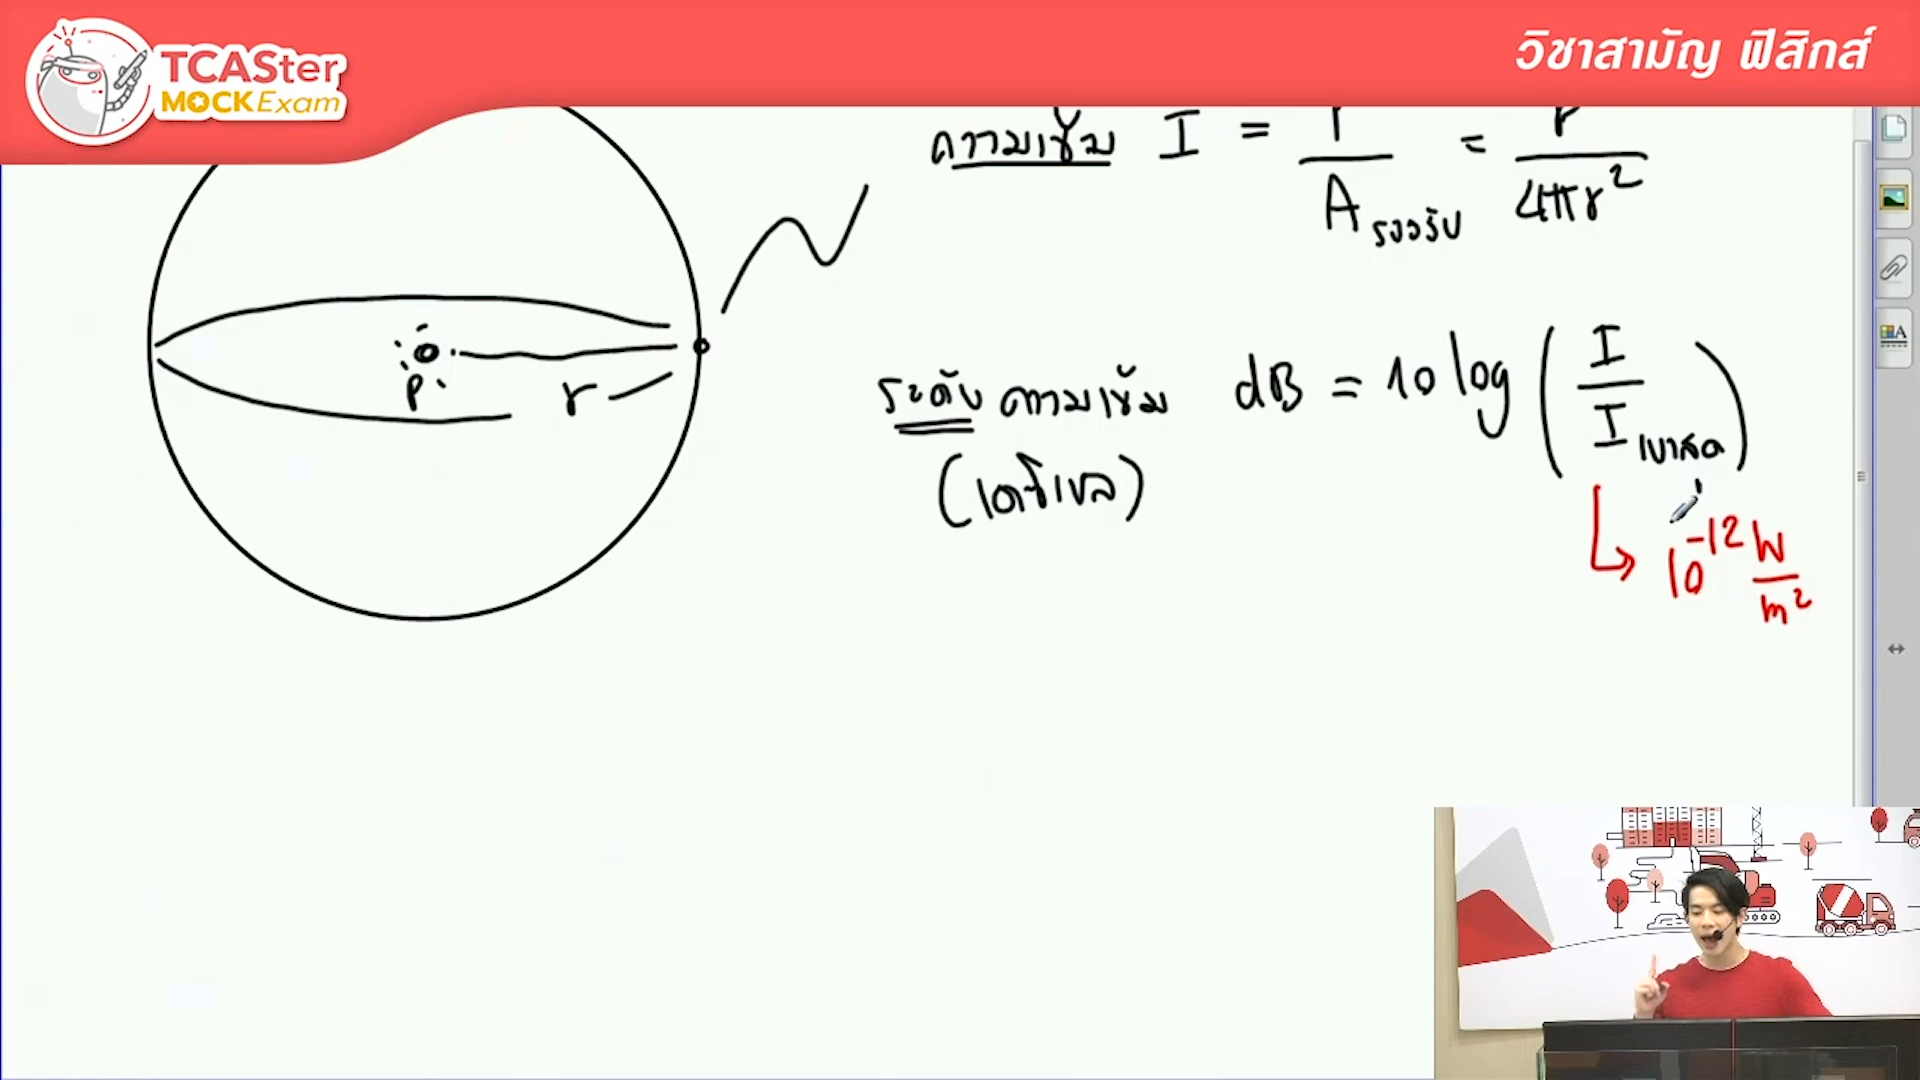 TCASter
MOCK Exam
วิชาสามัญ ฟิสิกส์
ความเข้ม I = P / A รองรับ = P / 4πr²
P
r
ระดับ ความเข้ม dB = 10 log ( I / I เบาสุด )
(เดซิเบล)
10⁻¹² W / m²